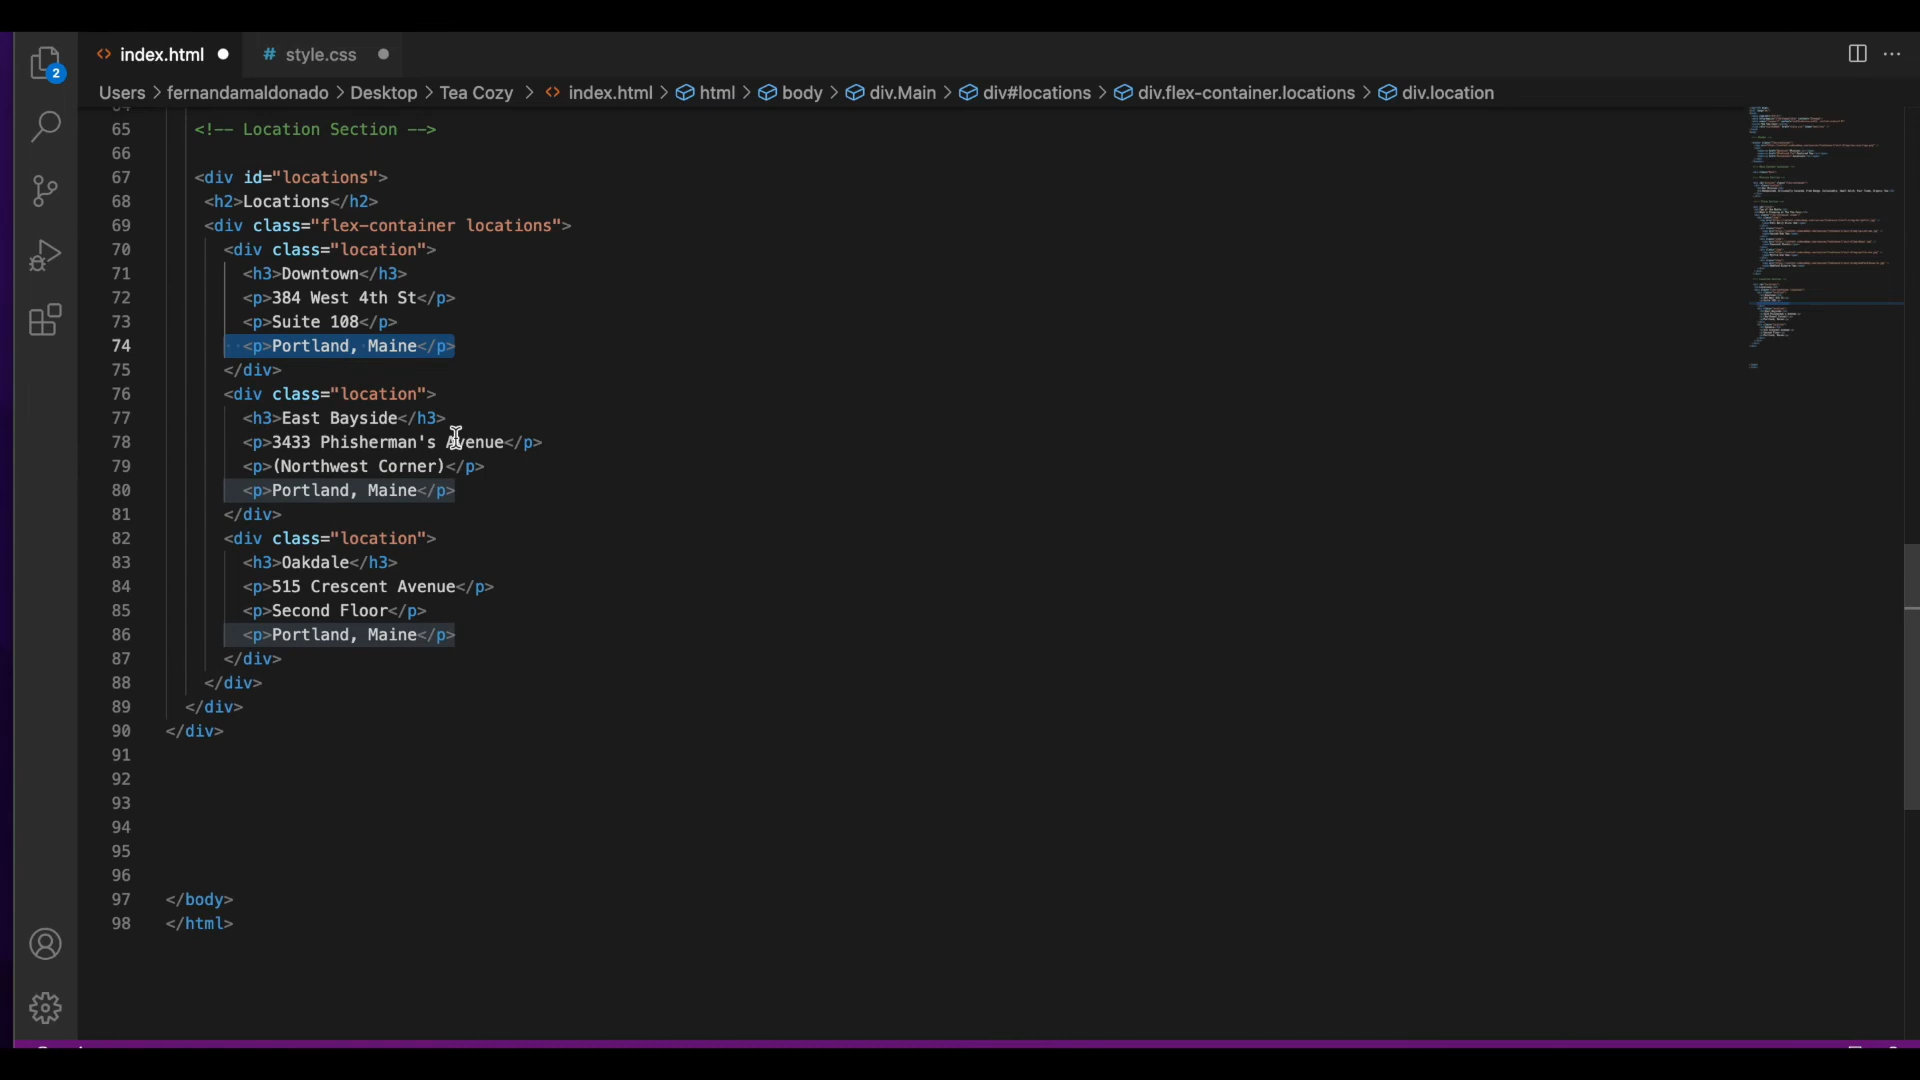 index.html
style.css
2
Users > fernandamaldonado > Desktop > Tea Cozy > index.html > html > body > div.Main > div#locations > div.flex-container.locations > div.location
65 <!-- Location Section -->
66
67 <div id="locations">
68 <h2>Locations</h2>
69 <div class="flex-container locations">
70 <div class="location">
71 <h3>Downtown</h3>
72 <p>384 West 4th St</p>
73 <p>Suite 108</p>
74 <p>Portland, Maine</p>
75 </div>
76 <div class="location">
77 <h3>East Bayside</h3>
78 <p>3433 Phisherman's Avenue</p>
79 <p>(Northwest Corner)</p>
80 <p>Portland, Maine</p>
81 </div>
82 <div class="location">
83 <h3>Oakdale</h3>
84 <p>515 Crescent Avenue</p>
85 <p>Second Floor</p>
86 <p>Portland, Maine</p>
87 </div>
88 </div>
89 </div>
90 </div>
91
92
93
94
95
96
97 </body>
98 </html>